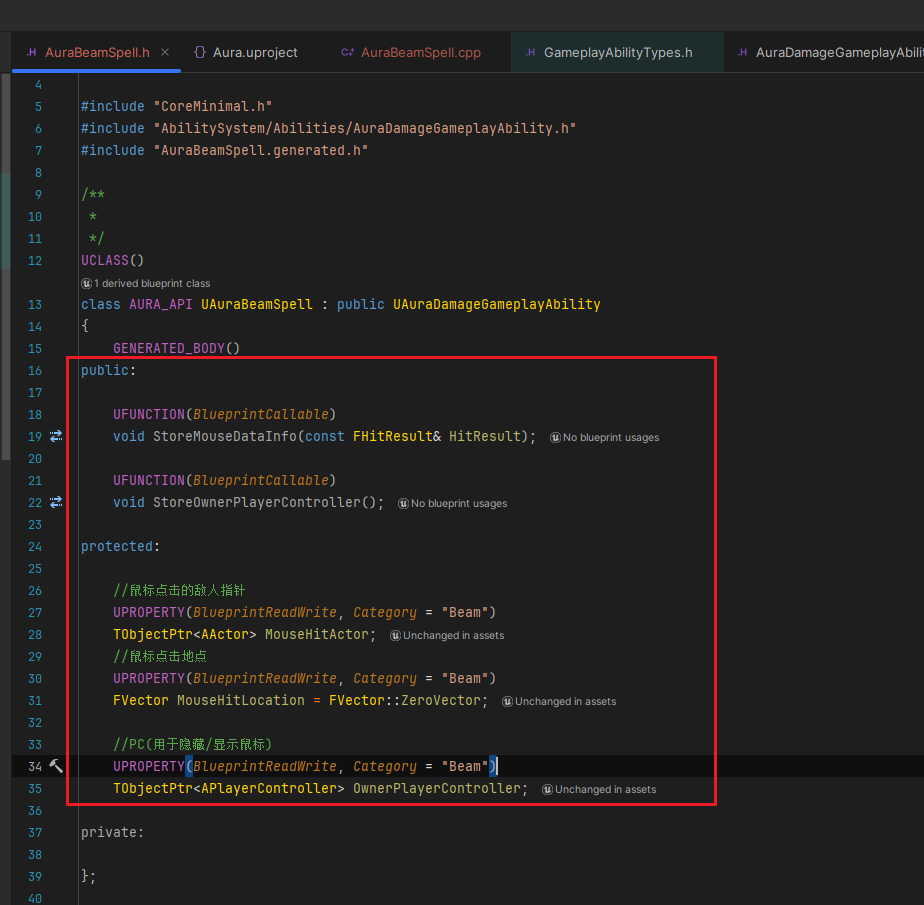 AuraBeamSpell.h Aura.uproject AuraBeamSpell.cpp GameplayAbilityTypes.h AuraDamageGameplayAbili
4
5 #include "CoreMinimal.h"
6 #include "AbilitySystem/Abilities/AuraDamageGameplayAbility.h"
7 #include "AuraBeamSpell.generated.h"
8
9 /**
10 *
11 */
12 UCLASS()
1 derived blueprint class
13 class AURA_API UAuraBeamSpell : public UAuraDamageGameplayAbility
14 {
15 GENERATED_BODY()
16 public:
17
18 UFUNCTION(BlueprintCallable)
19 void StoreMouseDataInfo(const FHitResult& HitResult); No blueprint usages
20
21 UFUNCTION(BlueprintCallable)
22 void StoreOwnerPlayerController(); No blueprint usages
23
24 protected:
25
26 //鼠标点击的敌人指针
27 UPROPERTY(BlueprintReadWrite, Category = "Beam")
28 TObjectPtr<AActor> MouseHitActor; Unchanged in assets
29 //鼠标点击地点
30 UPROPERTY(BlueprintReadWrite, Category = "Beam")
31 FVector MouseHitLocation = FVector::ZeroVector; Unchanged in assets
32
33 //PC(用于隐藏/显示鼠标)
34 UPROPERTY(BlueprintReadWrite, Category = "Beam")
35 TObjectPtr<APlayerController> OwnerPlayerController; Unchanged in assets
36
37 private:
38
39 };
40